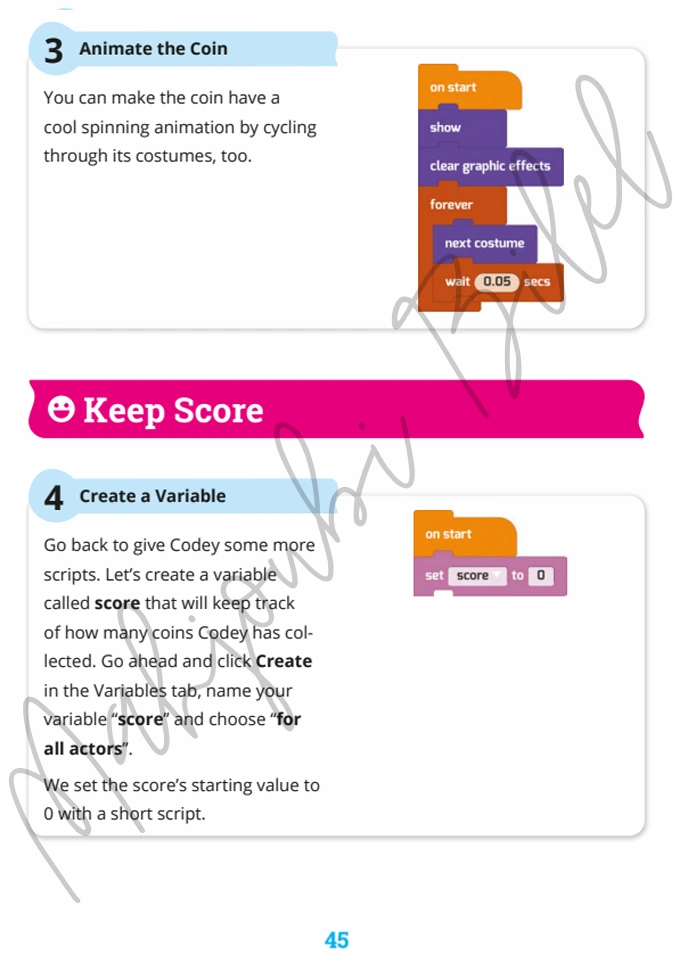 3 Animate the Coin
You can make the coin have a
cool spinning animation by cycling
through its costumes, too.
on start
show
clear graphic effects
forever
next costume
wait 0.05 secs
Keep Score
4 Create a Variable
Go back to give Codey some more
scripts. Let’s create a variable
called score that will keep track
of how many coins Codey has col-
lected. Go ahead and click Create
in the Variables tab, name your
variable “score” and choose “for
all actors”.
We set the score’s starting value to
0 with a short script.
on start
set score to 0
Mahjoubi Bilel
45